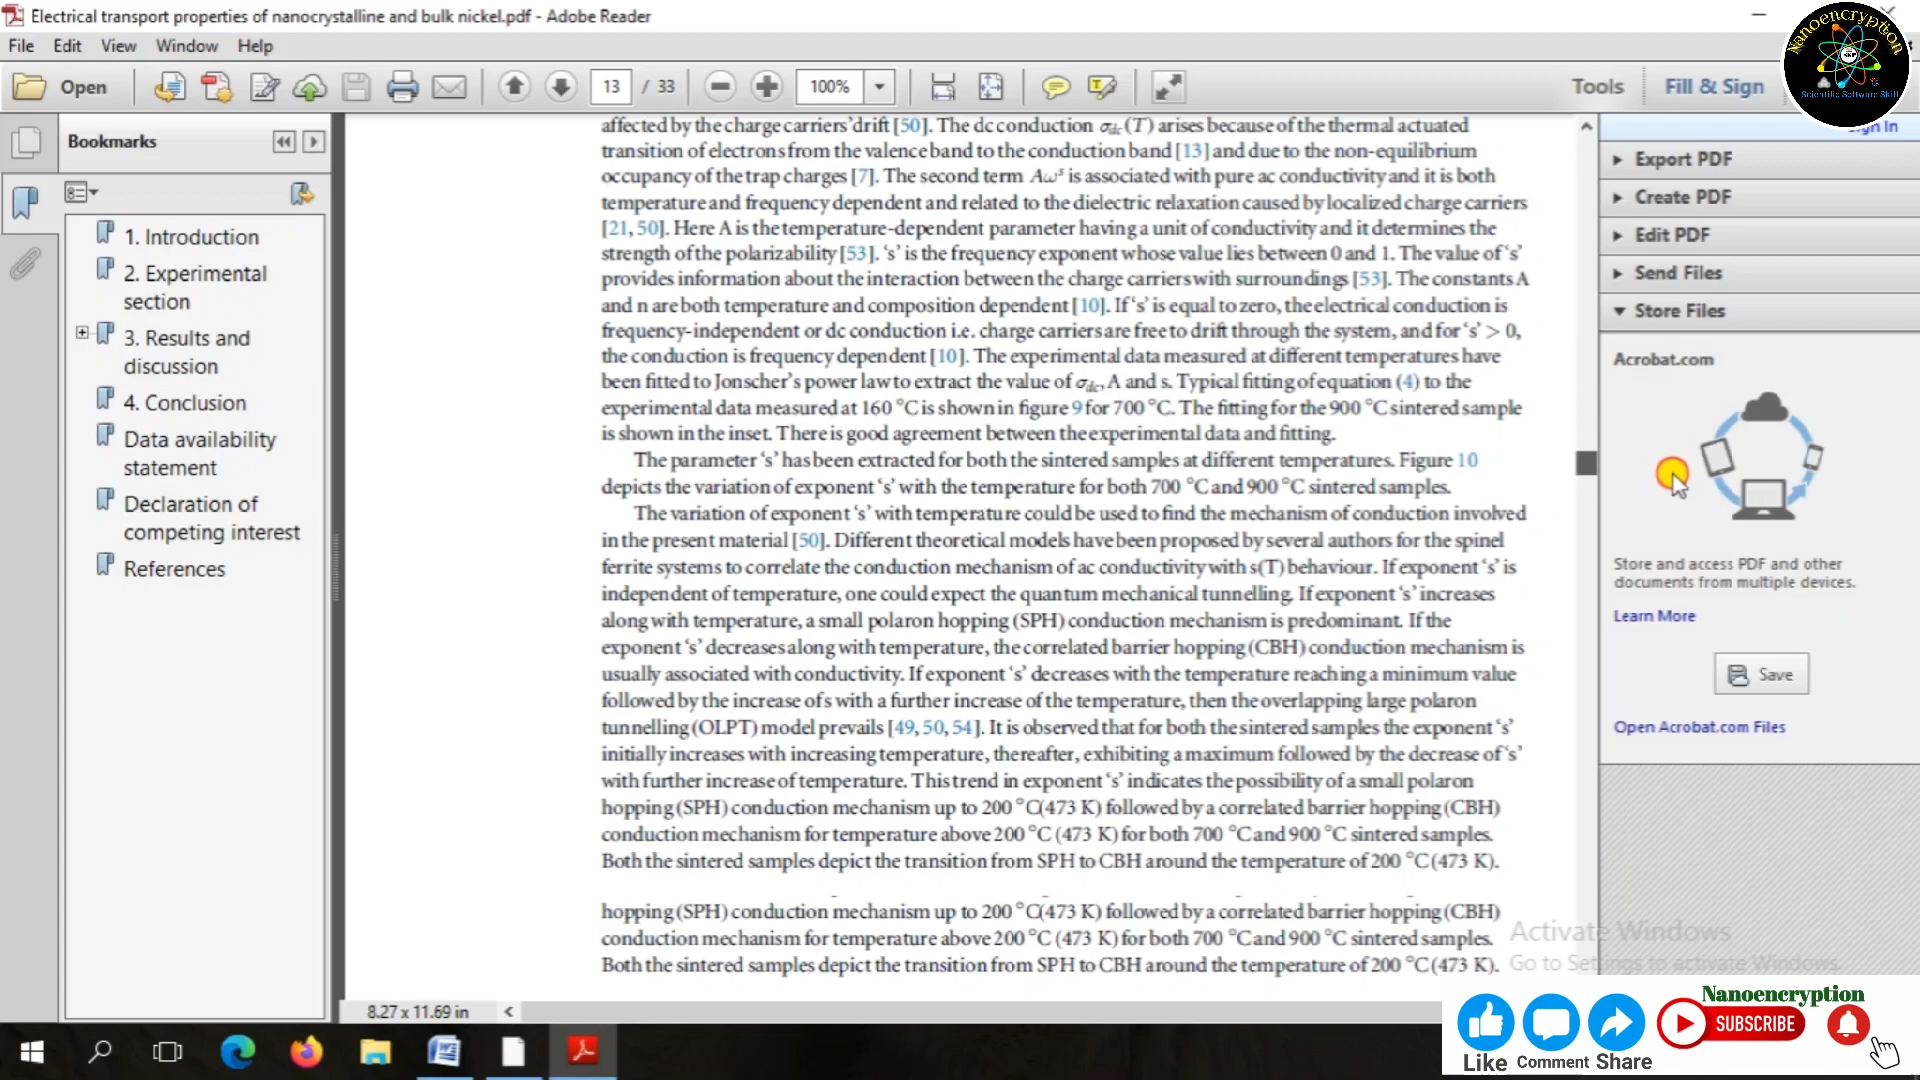 Electrical transport properties of nanocrystalline and bulk nickel.pdf - Adobe Reader
File Edit View Window Help
Open 13 / 33 100% Tools Fill & Sign
Nanoencryption
Scientific Software Skill
Sign In
Bookmarks
1. Introduction
2. Experimental
section
3. Results and
discussion
4. Conclusion
Data availability
statement
Declaration of
competing interest
References
affected by the charge carriers' drift [50]. The dc conduction σdc(T) arises because of the thermal actuated
transition of electrons from the valence band to the conduction band [13] and due to the non-equilibrium
occupancy of the trap charges [7]. The second term Aωˢ is associated with pure ac conductivity and it is both
temperature and frequency dependent and related to the dielectric relaxation caused by localized charge carriers
[21, 50]. Here A is the temperature-dependent parameter having a unit of conductivity and it determines the
strength of the polarizability [53]. 's' is the frequency exponent whose value lies between 0 and 1. The value of 's'
provides information about the interaction between the charge carriers with surroundings [53]. The constants A
and n are both temperature and composition dependent [10]. If 's' is equal to zero, the electrical conduction is
frequency-independent or dc conduction i.e. charge carriers are free to drift through the system, and for 's' > 0,
the conduction is frequency dependent [10]. The experimental data measured at different temperatures have
been fitted to Jonscher's power law to extract the value of σdc, A and s. Typical fitting of equation (4) to the
experimental data measured at 160 °C is shown in figure 9 for 700 °C. The fitting for the 900 °C sintered sample
is shown in the inset. There is good agreement between the experimental data and fitting.
The parameter 's' has been extracted for both the sintered samples at different temperatures. Figure 10
depicts the variation of exponent 's' with the temperature for both 700 °C and 900 °C sintered samples.
The variation of exponent 's' with temperature could be used to find the mechanism of conduction involved
in the present material [50]. Different theoretical models have been proposed by several authors for the spinel
ferrite systems to correlate the conduction mechanism of ac conductivity with s(T) behaviour. If exponent 's' is
independent of temperature, one could expect the quantum mechanical tunnelling. If exponent 's' increases
along with temperature, a small polaron hopping (SPH) conduction mechanism is predominant. If the
exponent 's' decreases along with temperature, the correlated barrier hopping (CBH) conduction mechanism is
usually associated with conductivity. If exponent 's' decreases with the temperature reaching a minimum value
followed by the increase of s with a further increase of the temperature, then the overlapping large polaron
tunnelling (OLPT) model prevails [49, 50, 54]. It is observed that for both the sintered samples the exponent 's'
initially increases with increasing temperature, thereafter, exhibiting a maximum followed by the decrease of 's'
with further increase of temperature. This trend in exponent 's' indicates the possibility of a small polaron
hopping (SPH) conduction mechanism up to 200 °C(473 K) followed by a correlated barrier hopping (CBH)
conduction mechanism for temperature above 200 °C (473 K) for both 700 °C and 900 °C sintered samples.
Both the sintered samples depict the transition from SPH to CBH around the temperature of 200 °C(473 K).
hopping (SPH) conduction mechanism up to 200 °C(473 K) followed by a correlated barrier hopping (CBH)
conduction mechanism for temperature above 200 °C (473 K) for both 700 °C and 900 °C sintered samples.
Both the sintered samples depict the transition from SPH to CBH around the temperature of 200 °C(473 K).
8.27 x 11.69 in
Export PDF
Create PDF
Edit PDF
Send Files
Store Files
Acrobat.com
Store and access PDF and other
documents from multiple devices.
Learn More
Save
Open Acrobat.com Files
Activate Windows
Go to Settings to activate Windows.
Nanoencryption
SUBSCRIBE
Like Comment Share